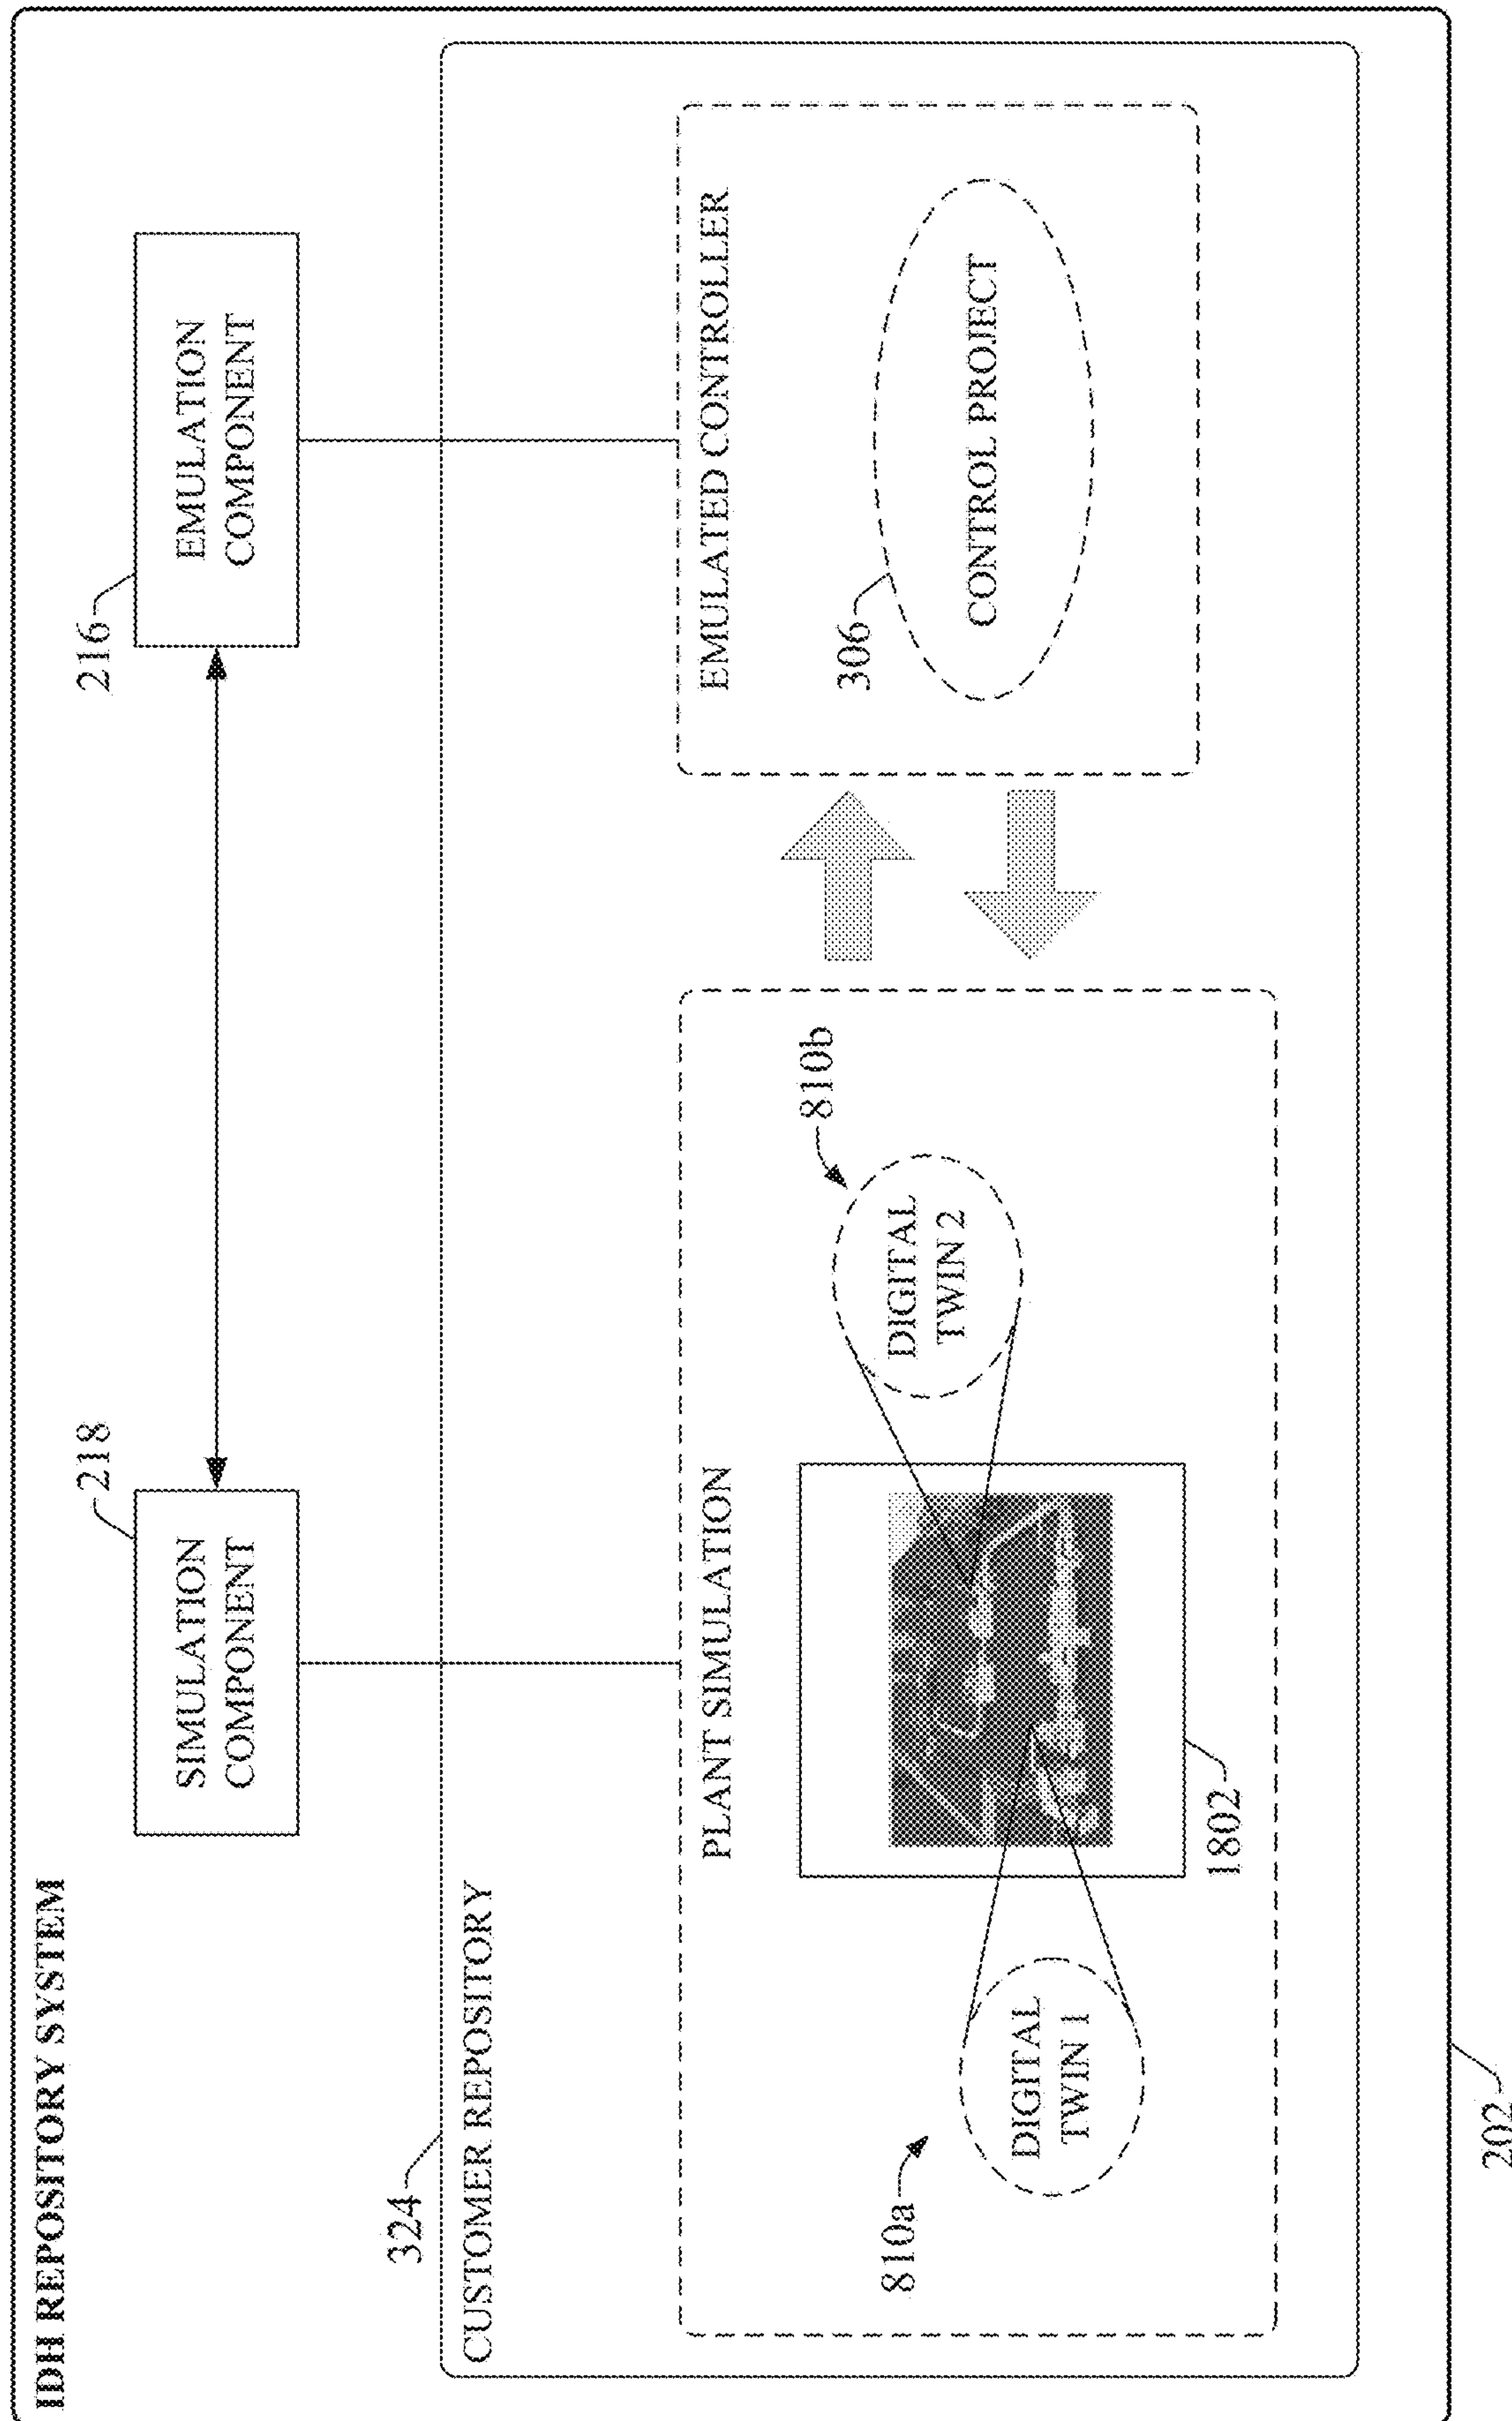 IDH REPOSITORY SYSTEM
218
SIMULATION
COMPONENT
216
EMULATION
COMPONENT
324
CUSTOMER REPOSITORY
PLANT SIMULATION
810a
DIGITAL
TWIN 1
1802
810b
DIGITAL
TWIN 2
EMULATED CONTROLLER
306
CONTROL PROJECT
202